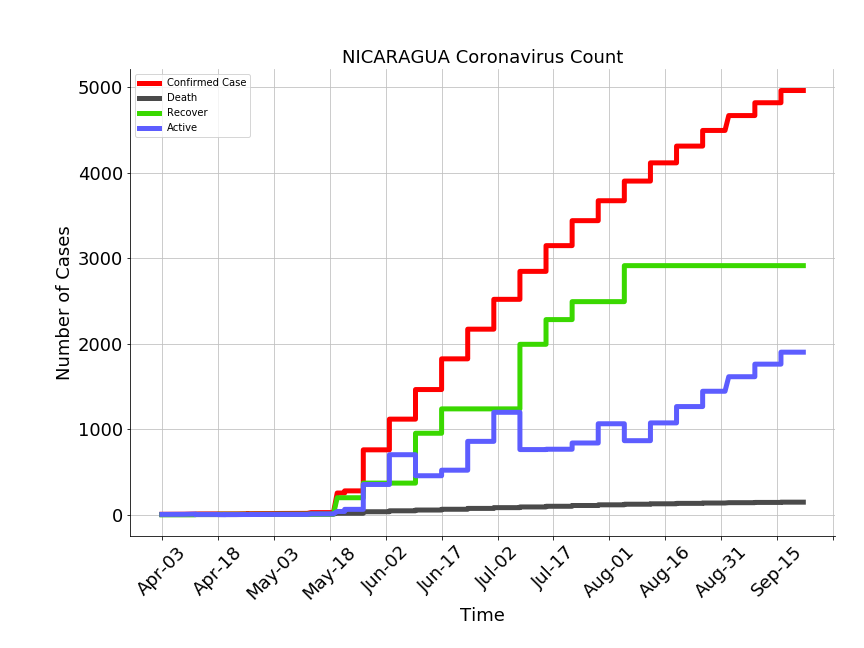 NICARAGUA Coronavirus Count
Confirmed Case
Death
Recover
Active
Number of Cases
5000
4000
3000
2000
1000
0
Apr-03
Apr-18
May-03
May-18
Jun-02
Jun-17
Jul-02
Jul-17
Aug-01
Aug-16
Aug-31
Sep-15
Time